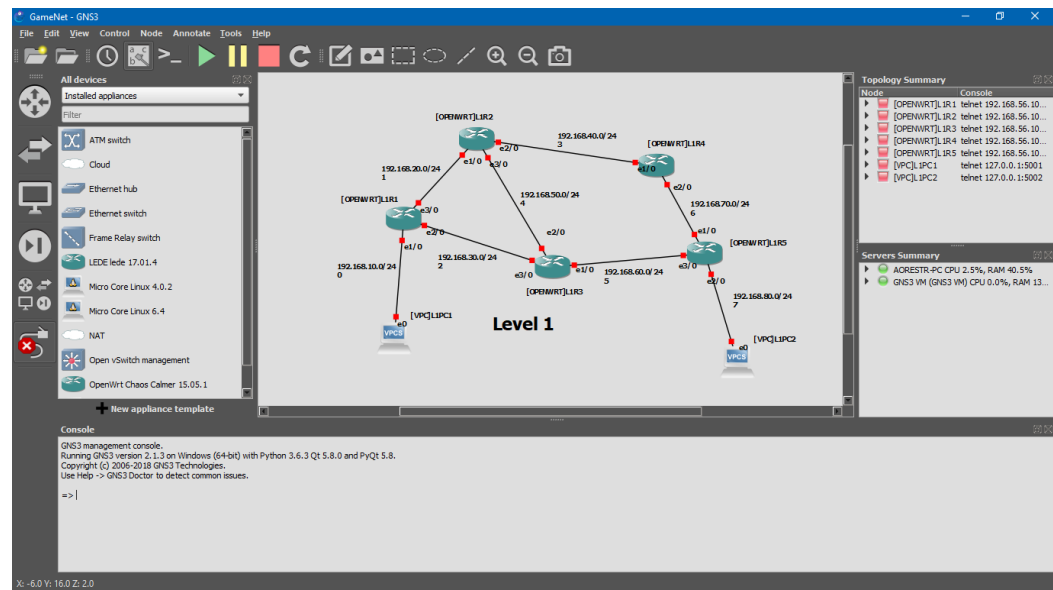 GameNet - GNS3
File Edit View Control Node Annotate Tools Help
All devices
Installed appliances
Filter
ATM switch
Cloud
Ethernet hub
Ethernet switch
Frame Relay switch
LEDE lede 17.01.4
Micro Core Linux 4.0.2
Micro Core Linux 6.4
NAT
Open vSwitch management
OpenWrt Chaos Calmer 15.05.1
New appliance template
[OPENWRT]L1R2
e1/0
e2/0
e3/0
192.168.40.0/24
3
[OPENWRT]L1R4
e1/0
e2/0
192.168.20.0/24
1
192.168.50.0/24
4
192.168.70.0/24
6
[OPENWRT]L1R1
e3/0
e2/0
e1/0
e2/0
e1/0
[OPENWRT]L1R5
192.168.10.0/24
0
192.168.30.0/24
2
e3/0
e1/0
192.168.60.0/24
5
e3/0
e2/0
[OPENWRT]L1R3
192.168.80.0/24
7
[VPC]L1PC1
e0
VPCS
Level 1
[VPC]L1PC2
e0
VPCS
Topology Summary
Node Console
[OPENWRT]L1R1 telnet 192.168.56.10...
[OPENWRT]L1R2 telnet 192.168.56.10...
[OPENWRT]L1R3 telnet 192.168.56.10...
[OPENWRT]L1R4 telnet 192.168.56.10...
[OPENWRT]L1R5 telnet 192.168.56.10...
[VPC]L1PC1 telnet 127.0.0.1:5001
[VPC]L1PC2 telnet 127.0.0.1:5002
Servers Summary
AORESTR-PC CPU 2.5%, RAM 40.5%
GNS3 VM (GNS3 VM) CPU 0.0%, RAM 13...
Console
GNS3 management console.
Running GNS3 version 2.1.3 on Windows (64-bit) with Python 3.6.3 Qt 5.8.0 and PyQt 5.8.
Copyright (c) 2006-2018 GNS3 Technologies.
Use Help -> GNS3 Doctor to detect common issues.
=>
X: -6.0 Y: 16.0 Z: 2.0